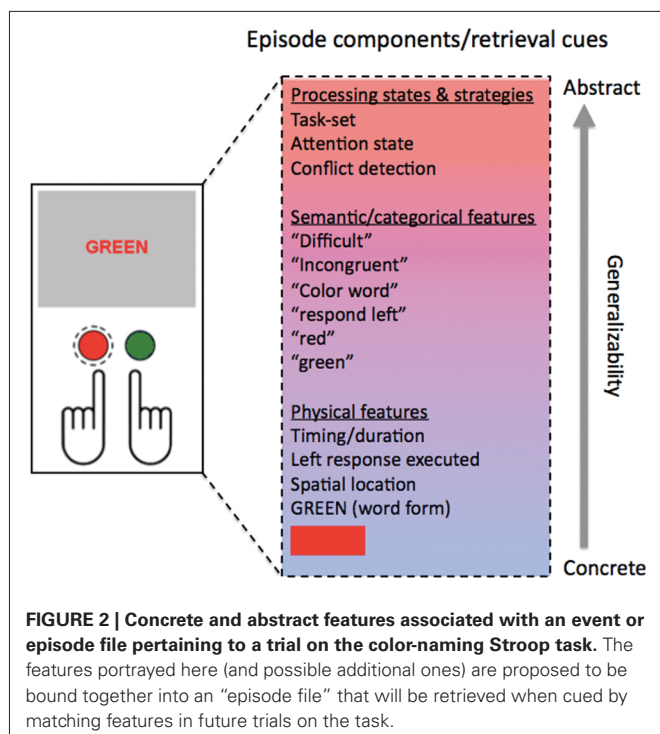 Episode components/retrieval cues
Abstract
Processing states & strategies
Task-set
Attention state
Conflict detection
GREEN
Semantic/categorical features
“Difficult”
“Incongruent”
“Color word”
“respond left”
“red”
“green”
Generalizability
Physical features
Timing/duration
Left response executed
Spatial location
GREEN (word form)
Concrete
FIGURE 2 | Concrete and abstract features associated with an event or
episode file pertaining to a trial on the color-naming Stroop task. The
features portrayed here (and possible additional ones) are proposed to be
bound together into an “episode file” that will be retrieved when cued by
matching features in future trials on the task.